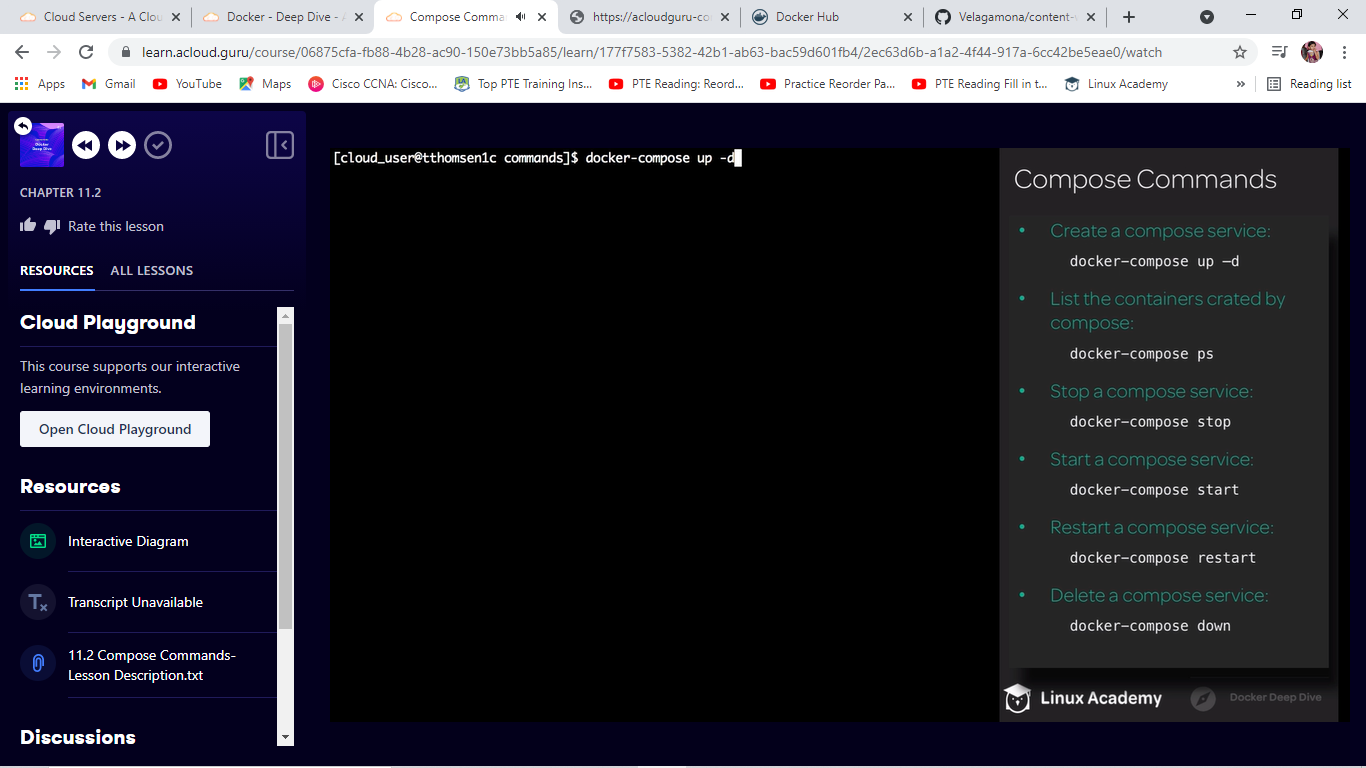 Cloud Servers - A Clou
Docker - Deep Dive - A
Compose Comma
https://acloudguru-co
Docker Hub
Velagamona/content-
learn.acloud.guru/course/06875cfa-fb88-4b28-ac90-150e73bb5a85/learn/177f7583-5382-42b1-ab63-bac59d601fb4/2ec63d6b-a1a2-4f44-917a-6cc42be5eae0/watch
Apps
Gmail
YouTube
Maps
Cisco CCNA: Cisco...
Top PTE Training Ins...
PTE Reading: Reord...
Practice Reorder Pa...
PTE Reading Fill in t...
Linux Academy
»
Reading list
Docker
Deep Dive
CHAPTER 11.2
Rate this lesson
RESOURCES
ALL LESSONS
Cloud Playground
This course supports our interactive
learning environments.
Open Cloud Playground
Resources
Interactive Diagram
Transcript Unavailable
11.2 Compose Commands-
Lesson Description.txt
Discussions
[cloud_user@tthomsen1c commands]$ docker-compose up -d
Compose Commands
• Create a compose service:
docker-compose up –d
• List the containers crated by
compose:
docker-compose ps
• Stop a compose service:
docker-compose stop
• Start a compose service:
docker-compose start
• Restart a compose service:
docker-compose restart
• Delete a compose service:
docker-compose down
Linux Academy
Docker Deep Dive